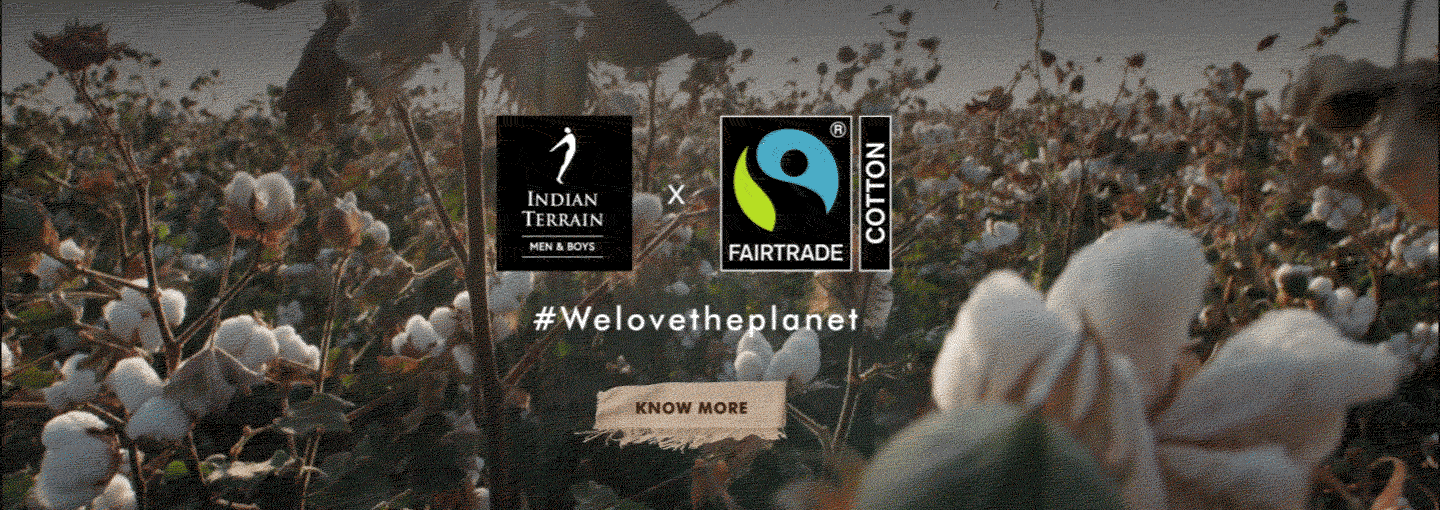 INDIAN
TERRAIN
MEN & BOYS
X
®
FAIRTRADE
COTTON
#Welovetheplanet
KNOW MORE